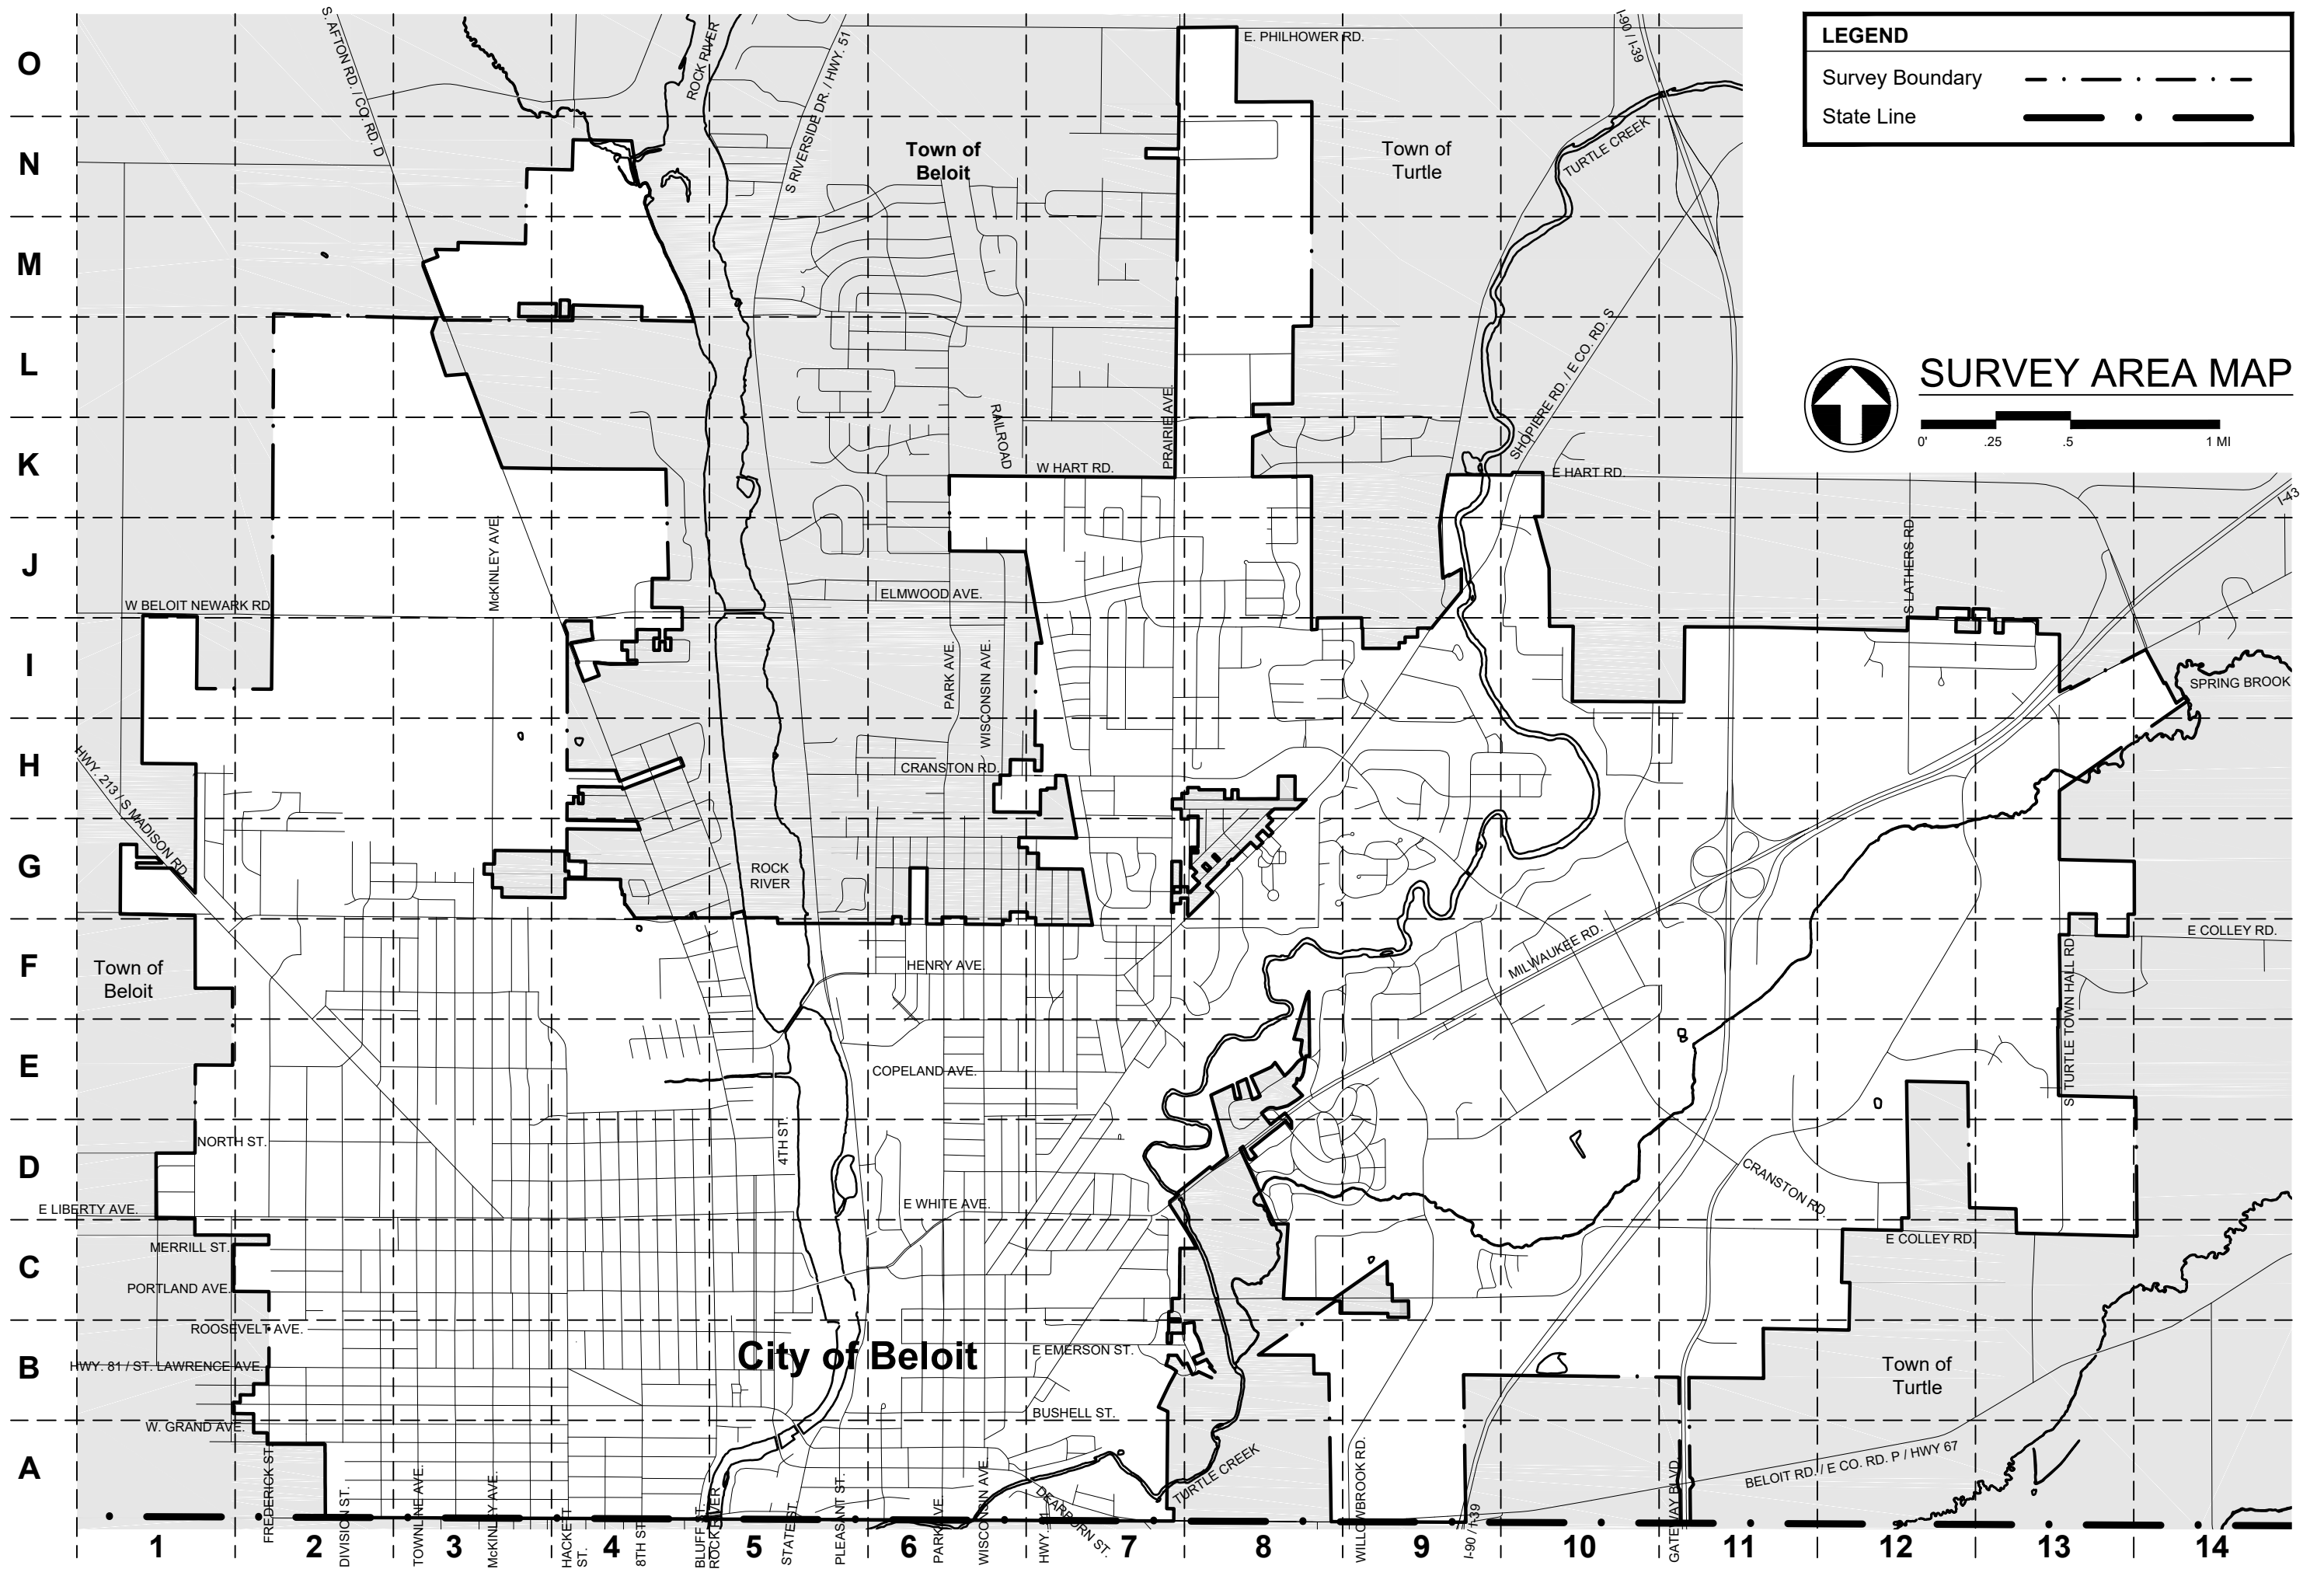 O
N
M
L
K
J
I
H
G
F
E
D
C
B
A
S. AFTON RD. / CO. RD. D
ROCK RIVER
S RIVERSIDE DR. / HWY. 51
E. PHILHOWER RD.
I-90 / I-39
LEGEND
Survey Boundary
State Line
Town of
Beloit
Town of
Turtle
TURTLE CREEK
SURVEY AREA MAP
0'
.25
.5
1 MI
SHOPIERE RD. / E CO. RD. S
RAILROAD
PRAIRIE AVE.
W HART RD.
E HART RD.
I-43
McKINLEY AVE.
S LATHERS RD
W BELOIT NEWARK RD
ELMWOOD AVE.
PARK AVE.
WISCONSIN AVE.
SPRING BROOK
HWY. 213 / S MADISON RD
CRANSTON RD.
ROCK
RIVER
Town of
Beloit
HENRY AVE.
MILWAUKEE RD.
E COLLEY RD.
S TURTLE TOWN HALL RD
COPELAND AVE.
NORTH ST.
4TH ST.
CRANSTON RD.
E LIBERTY AVE.
E WHITE AVE.
E COLLEY RD.
MERRILL ST.
PORTLAND AVE.
ROOSEVELT AVE.
City of Beloit
E EMERSON ST.
HWY. 81 / ST. LAWRENCE AVE.
Town of
Turtle
BUSHELL ST.
W. GRAND AVE.
BELOIT RD. / E CO. RD. P / HWY 67
TURTLE CREEK
DEARBORN ST.
FREDERICK ST
DIVISION ST.
TOWNLINE AVE.
McKINLEY AVE.
HACKETT
ST.
8TH ST.
BLUFF ST.
ROCK RIVER
STATE ST.
PLEASANT ST.
PARK AVE.
WISCONSIN AVE.
WILLOWBROOK RD.
I-90 / I-39
GATEWAY BLVD.
1
2
3
4
5
6
7
8
9
10
11
12
13
14